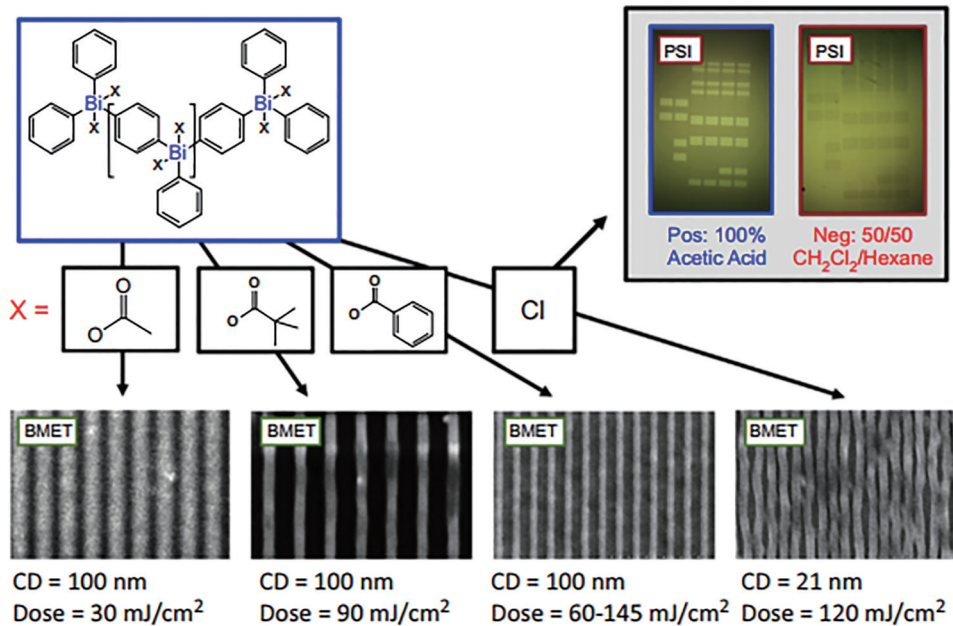 Bi
X
X
Bi
X
X
Bi
X
X
PSI
PSI
Pos: 100%
Acetic Acid
Neg: 50/50
CH₂Cl₂/Hexane
X =
O
O
O
O
O
O
Cl
BMET
BMET
BMET
BMET
CD = 100 nm
Dose = 30 mJ/cm²
CD = 100 nm
Dose = 90 mJ/cm²
CD = 100 nm
Dose = 60-145 mJ/cm²
CD = 21 nm
Dose = 120 mJ/cm²